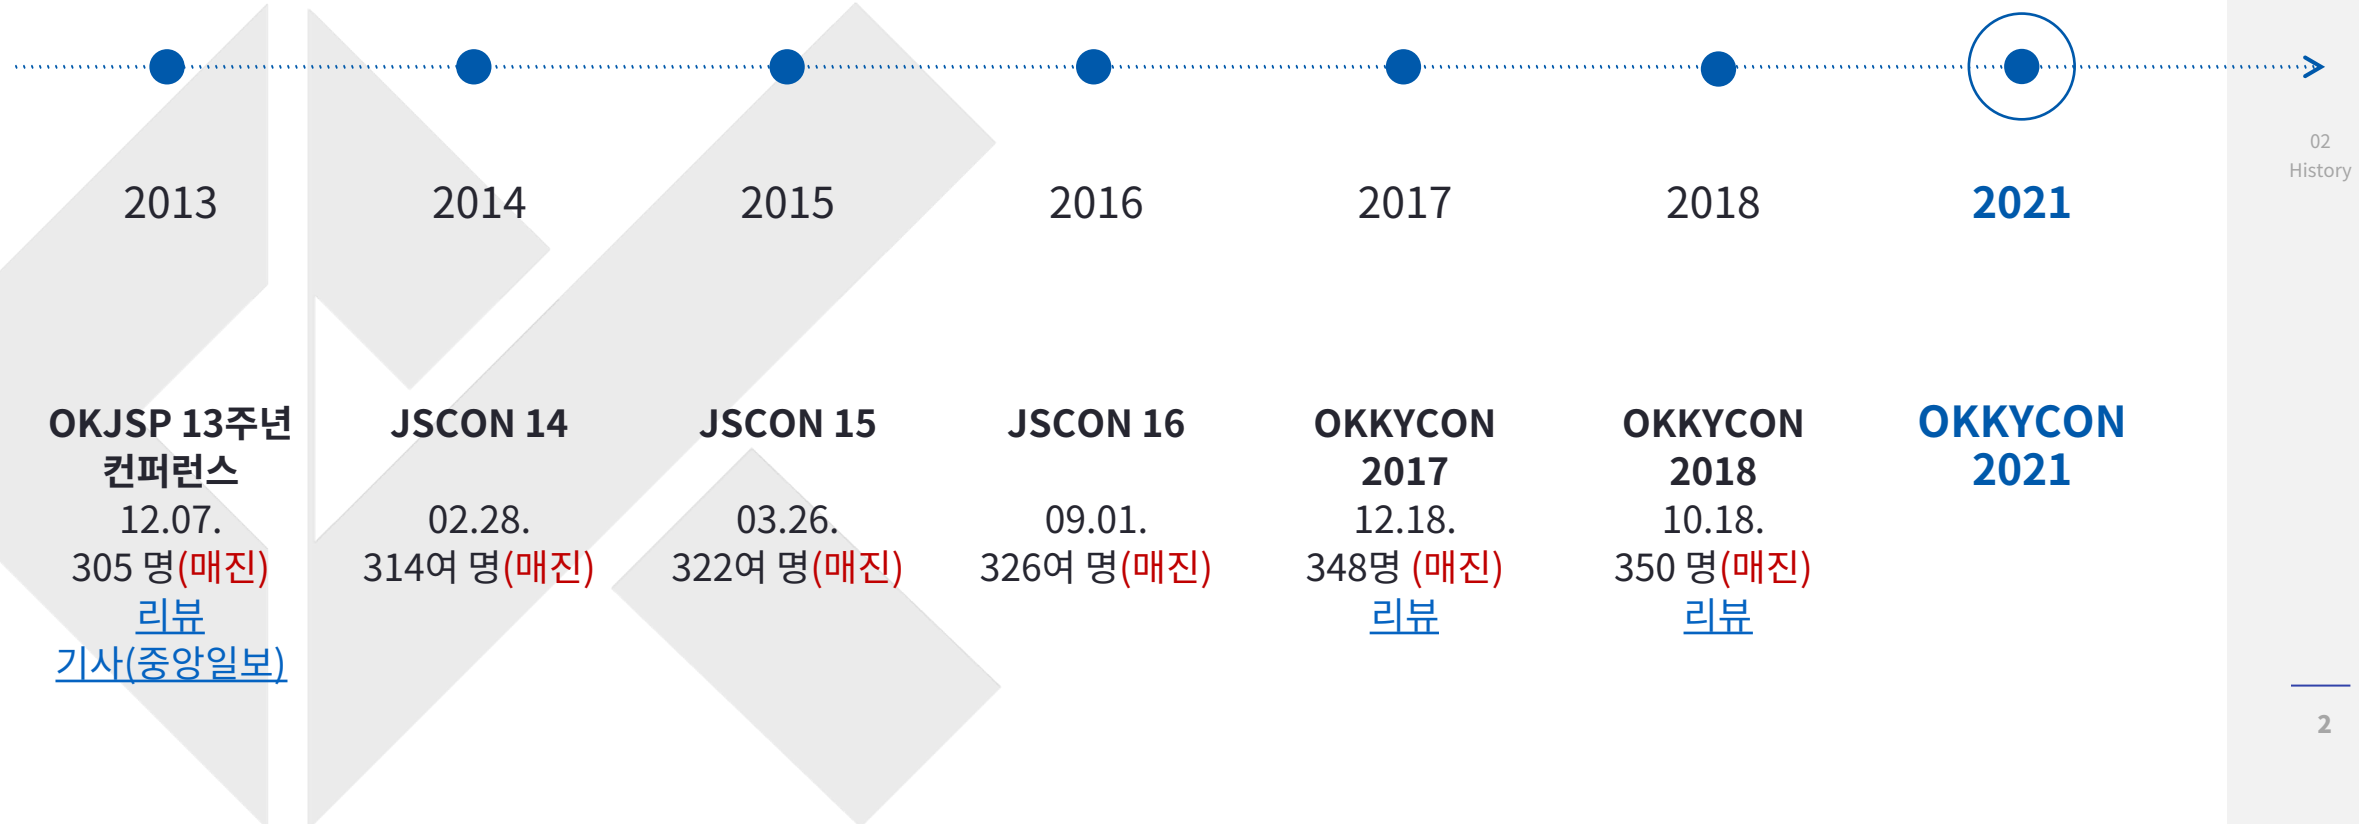 2013
2014
2015
2016
2017
2018
2021
OKJSP 13주년
컨퍼런스
12.07.
305 명(매진)
리뷰
기사(중앙일보)
JSCON 14
02.28.
314여 명(매진)
JSCON 15
03.26.
322여 명(매진)
JSCON 16
09.01.
326여 명(매진)
OKKYCON
2017
12.18.
348명 (매진)
리뷰
OKKYCON
2018
10.18.
350 명(매진)
리뷰
OKKYCON
2021
02
History
2